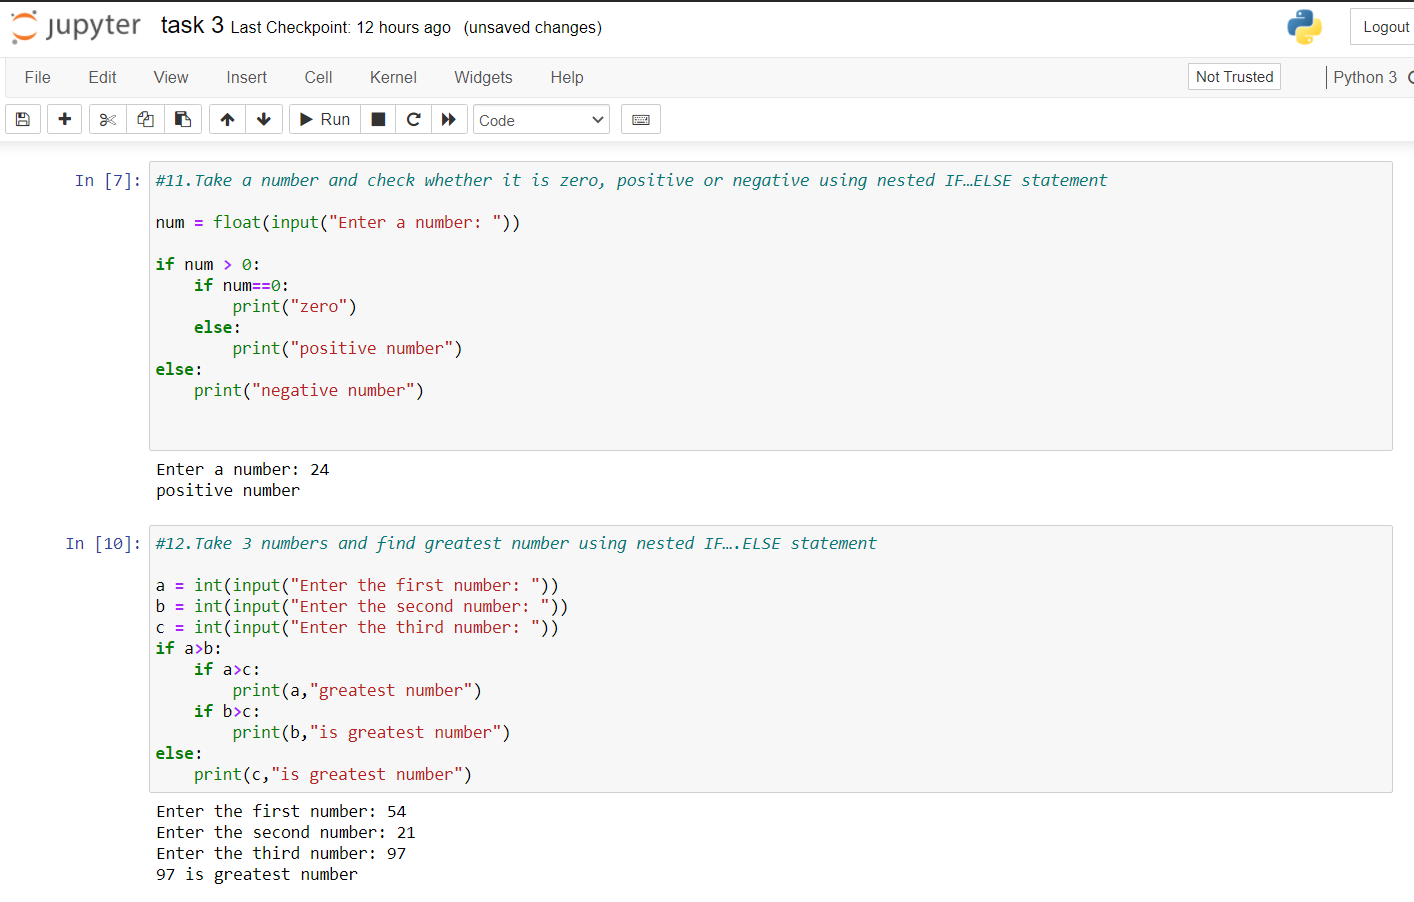 jupyter task 3 Last Checkpoint: 12 hours ago (unsaved changes) Logout
File Edit View Insert Cell Kernel Widgets Help Not Trusted Python 3
Run Code
In [7]: #11.Take a number and check whether it is zero, positive or negative using nested IF…ELSE statement
num = float(input("Enter a number: "))
if num > 0:
    if num==0:
        print("zero")
    else:
        print("positive number")
else:
    print("negative number")
Enter a number: 24
positive number
In [10]: #12.Take 3 numbers and find greatest number using nested IF….ELSE statement
a = int(input("Enter the first number: "))
b = int(input("Enter the second number: "))
c = int(input("Enter the third number: "))
if a>b:
    if a>c:
        print(a,"greatest number")
    if b>c:
        print(b,"is greatest number")
else:
    print(c,"is greatest number")
Enter the first number: 54
Enter the second number: 21
Enter the third number: 97
97 is greatest number